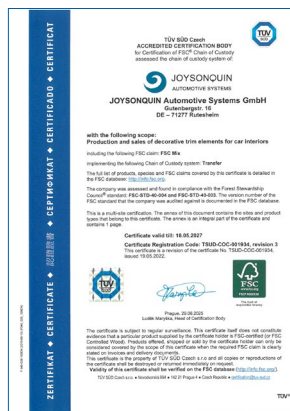 TÜV SÜD Czech
ACCREDITED CERTIFICATION BODY
for Certification of FSC® Chain of Custody
assessed the chain of custody system of:
JOYSONQUIN
AUTOMOTIVE SYSTEMS
JOYSONQUIN Automotive Systems GmbH
Gutenbergstr. 16
DE – 71277 Rutesheim
with the following scope:
Production and sales of decorative trim elements for car interiors
including the following FSC claim: FSC Mix
implementing the following Chain of Custody system: Transfer
The full list of products, species and FSC claims covered by this certificate is detailed in
the FSC database: http://info.fsc.org.
The company was assessed and found in compliance with the Forest Stewardship
Council® standard: FSC-STD-40-004 and FSC-STD-40-003. The version number of the
FSC standard that the company was audited against is documented in the FSC database.
This is a multi-site certification. The annex of this document contains the sites and product
types that belong to this certificate. The annex is an integral part of the certificate and
contains 1 page.
Certificate valid till: 18.05.2027
Certificate Registration Code: TSUD-COC-001934, revision 3
This certificate is a revision of the certificate No. TSUD-COC-001934,
issued 19.05.2022.
FSC
Prague, 29.08.2025
Luděk Marytka, Head of Certification Body
The certificate is subject to regular surveillance. This certificate itself does not constitute
evidence that a particular product supplied by the certificate holder is FSC-certified (or FSC
Controlled Wood). Products offered, shipped or sold by the certificate holder can only be
considered covered by the scope of this certificate when the required FSC claim is clearly
stated on invoices and delivery documents.
This certificate is the property of TÜV SÜD Czech s.r.o and all copies or reproductions of
the certificate shall be destroyed or returned immediately on request.
Validity of this certificate shall be verified on the FSC database (http://info.fsc.org/).
ZERTIFIKAT ◆ CERTIFICATE ◆ 認證證書 ◆ СЕРТИФИКАТ ◆ CERTIFICADO ◆ CERTIFICAT
TÜV®